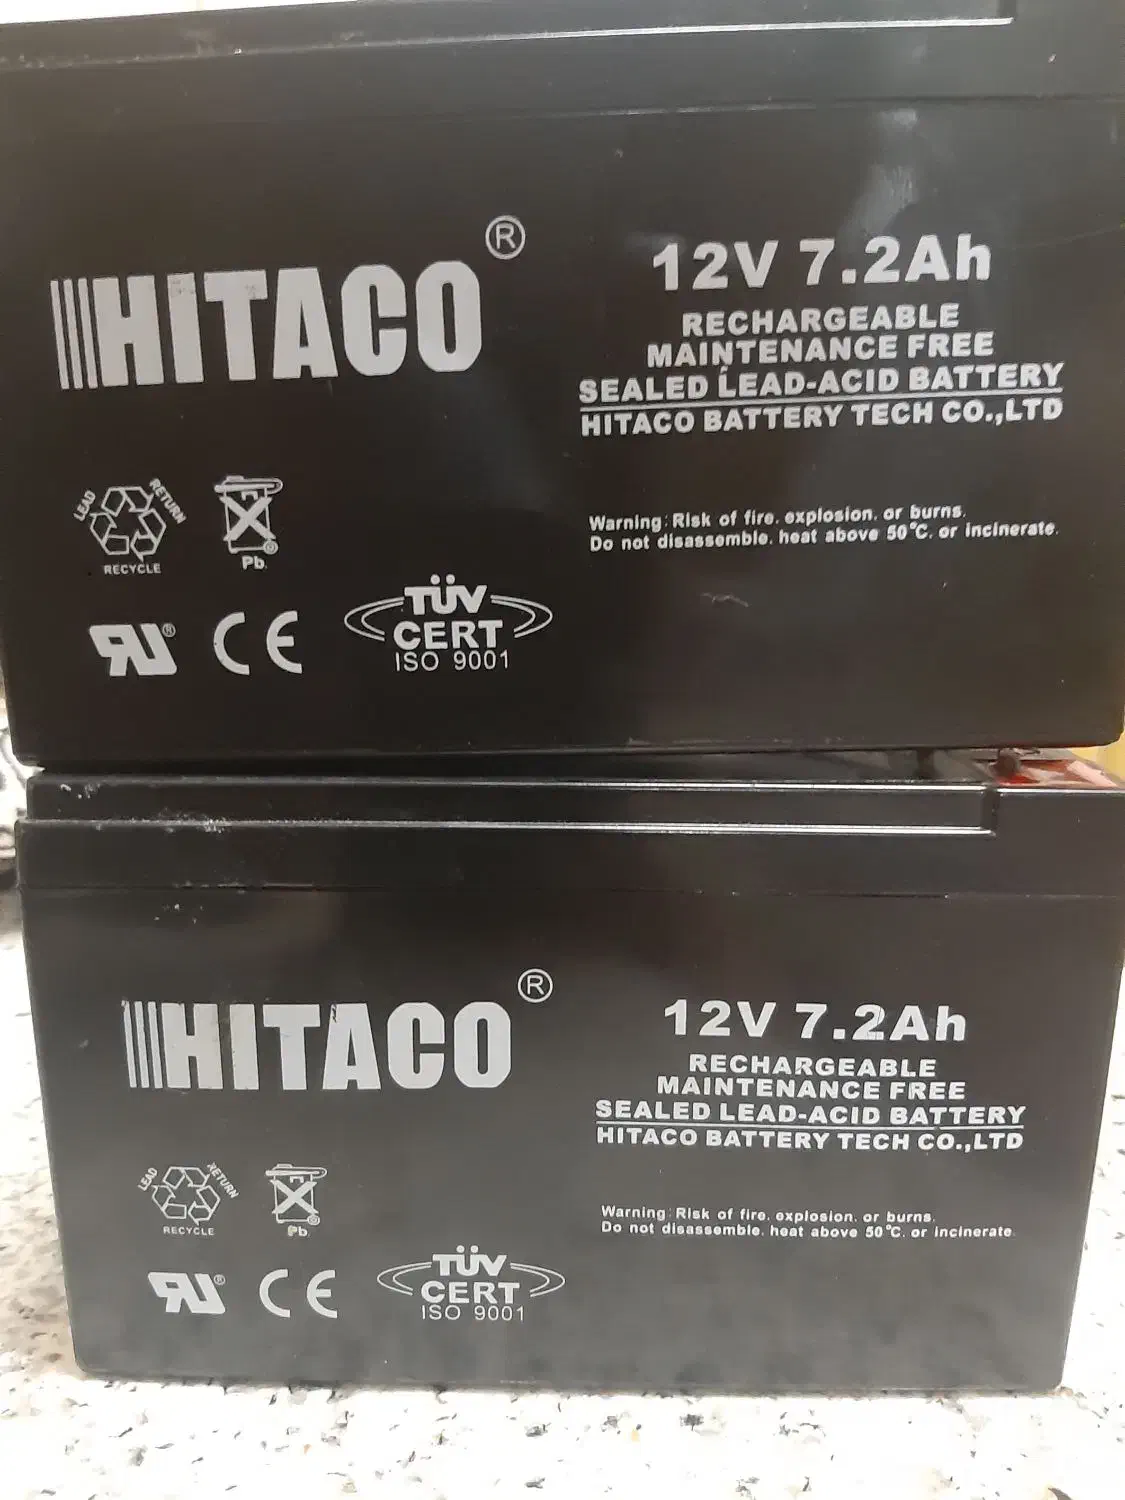 HITACO ®
12V 7.2Ah
RECHARGEABLE
MAINTENANCE FREE
SEALED LEAD-ACID BATTERY
HITACO BATTERY TECH CO.,LTD
LEAD RETURN
RECYCLE
Pb.
Warning: Risk of fire. explosion. or burns.
Do not disassemble. heat above 50°C. or incinerate.
RU ® CE
TÜV
CERT
ISO 9001
HITACO ®
12V 7.2Ah
RECHARGEABLE
MAINTENANCE FREE
SEALED LEAD-ACID BATTERY
HITACO BATTERY TECH CO.,LTD
LEAD RETURN
RECYCLE
Pb.
Warning: Risk of fire. explosion. or burns.
Do not disassemble. heat above 50°C. or incinerate.
RU ® CE
TÜV
CERT
ISO 9001